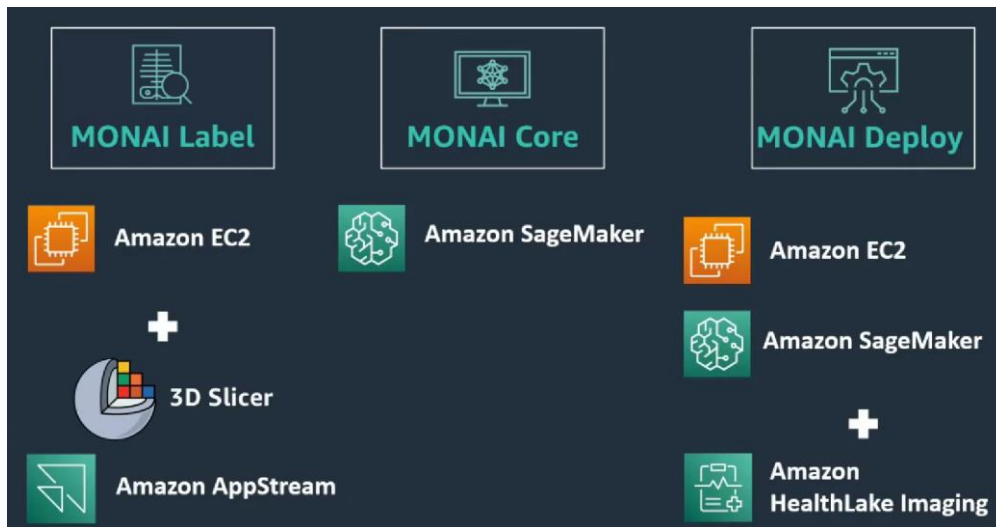 MONAI Label
Amazon EC2
3D Slicer
Amazon AppStream
MONAI Core
Amazon SageMaker
MONAI Deploy
Amazon EC2
Amazon SageMaker
Amazon
HealthLake Imaging